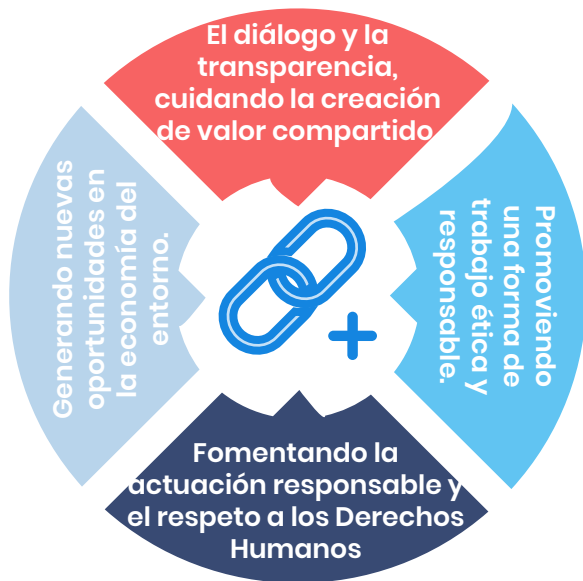 El diálogo y la
transparencia,
cuidando la creación
de valor compartido
Promoviendo
una forma de
trabajo ética y
responsable.
Fomentando la
actuación responsable y
el respeto a los Derechos
Humanos
Generando nuevas
oportunidades en
la economía del
entorno.